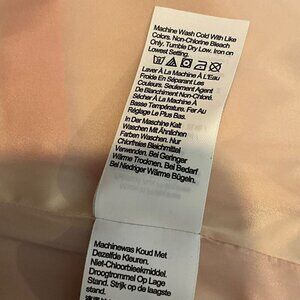 Machine Wash Cold With Like
Colors. Non-Chlorine Bleach
Only. Tumble Dry Low. Iron on
Lowest Setting.
Laver À La Machine À L'Eau
Froide En Séparant Les
Couleurs. Seulement Agent
De Blanchiment Non-Chloré.
Sécher À La Machine À
Basse Température. Fer Au
Réglage Le Plus Bas.
In Der Maschine Kalt
Waschen Mit Ähnlichen
Farben Waschen. Nur
Chlorfreies Bleichmittel
Verwenden. Bei Geringer
Wärme Trocknen. Bei Bedarf
Bei Niedriger Wärme Bügeln.
Machinewas Koud Met
Dezelfde Kleuren.
Niet-Chloorbleekmiddel.
Droogtrommel Op Lage
Stand. Strijk op de laagste
stand.